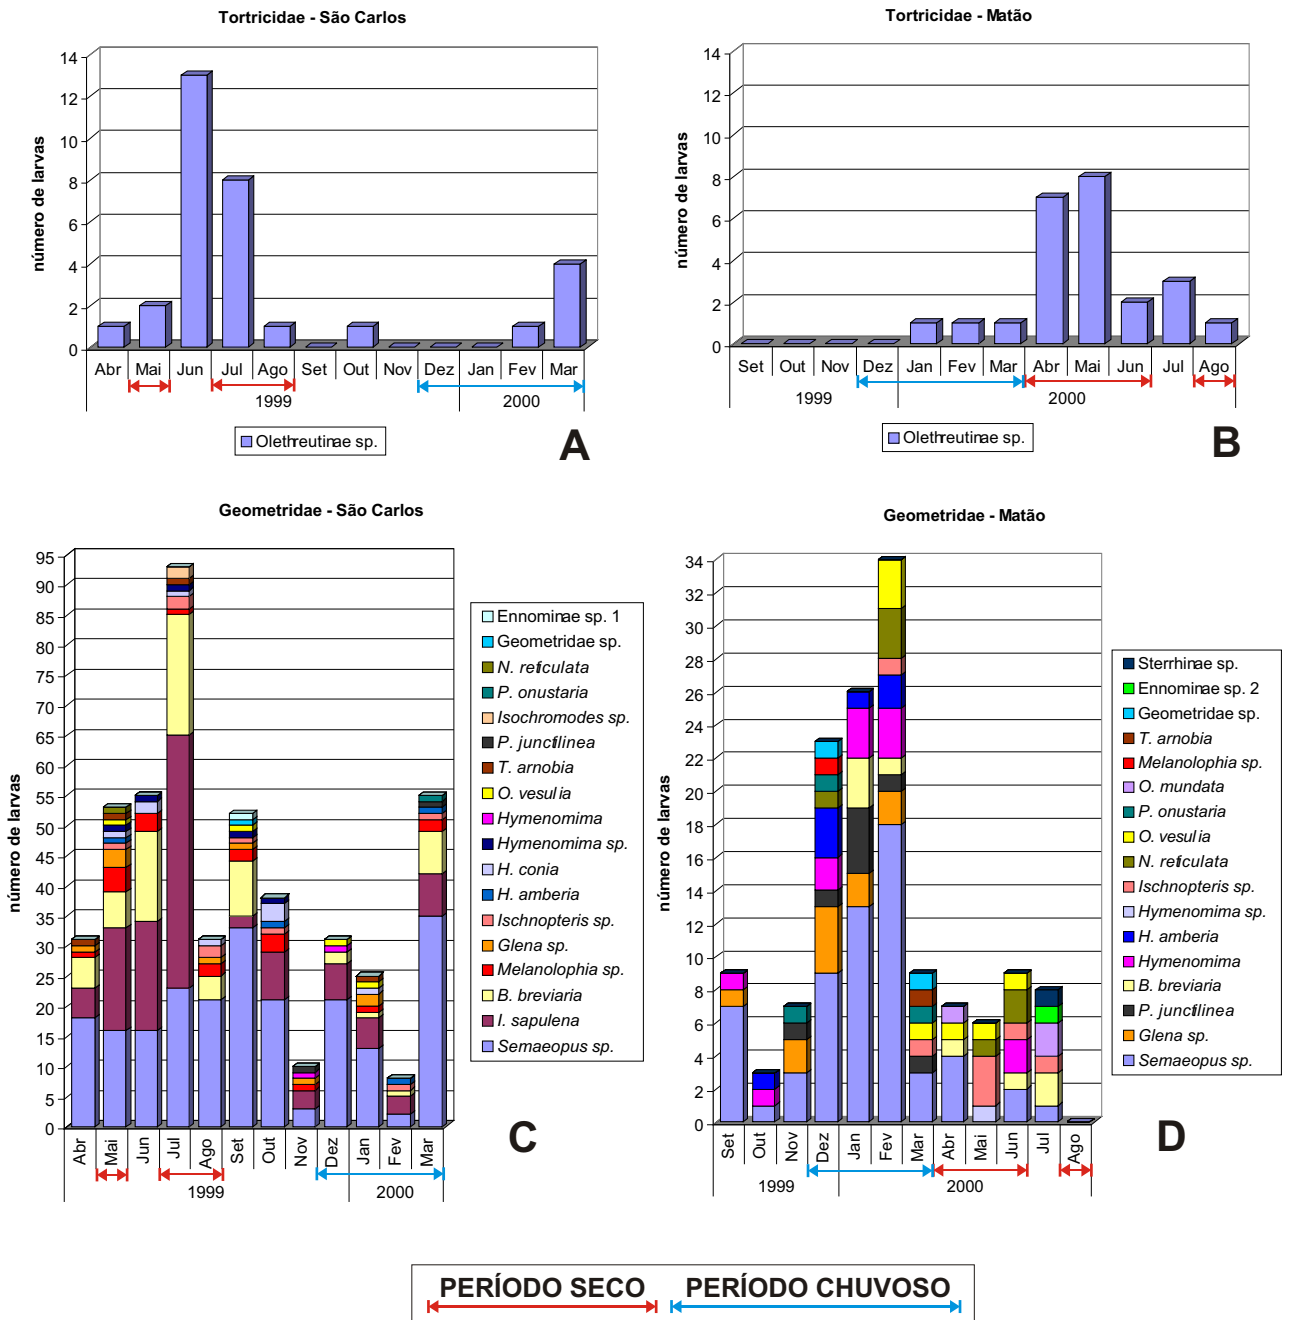 Tortricidae - São Carlos
número de larvas
14
12
10
8
6
4
2
0
Abr Mai Jun Jul Ago Set Out Nov Dez Jan Fev Mar
1999 2000
Olethreutinae sp.
A
Tortricidae - Matão
número de larvas
14
12
10
8
6
4
2
0
Set Out Nov Dez Jan Fev Mar Abr Mai Jun Jul Ago
1999 2000
Olethreutinae sp.
B
Geometridae - São Carlos
número de larvas
95
90
85
80
75
70
65
60
55
50
45
40
35
30
25
20
15
10
5
0
Abr Mai Jun Jul Ago Set Out Nov Dez Jan Fev Mar
1999 2000
Ennominae sp. 1
Geometridae sp.
N. reticulata
P. onustaria
Isochromodes sp.
P. junctilinea
T. arnobia
O. vesulia
Hymenomima
Hymenomima sp.
H. conia
H. amberia
Ischnopteris sp.
Glena sp.
Melanolophia sp.
B. breviaria
I. sapulena
Semaeopus sp.
C
Geometridae - Matão
número de larvas
34
32
30
28
26
24
22
20
18
16
14
12
10
8
6
4
2
0
Set Out Nov Dez Jan Fev Mar Abr Mai Jun Jul Ago
1999 2000
Sterrhinae sp.
Ennominae sp. 2
Geometridae sp.
T. arnobia
Melanolophia sp.
O. mundata
P. onustaria
O. vesulia
N. reticulata
Ischnopteris sp.
Hymenomima sp.
H. amberia
Hymenomima
B. breviaria
P. junctilinea
Glena sp.
Semaeopus sp.
D
PERÍODO SECO PERÍODO CHUVOSO